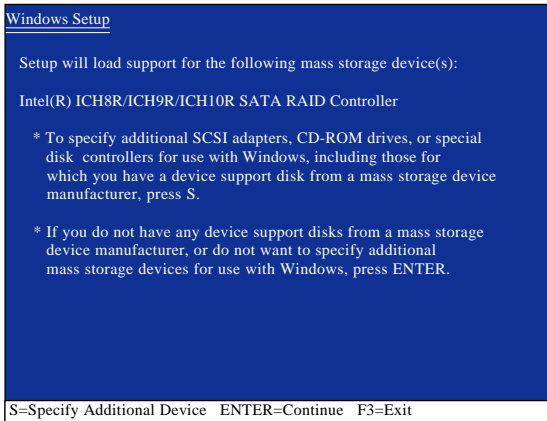 Windows Setup
Setup will load support for the following mass storage device(s):
Intel(R) ICH8R/ICH9R/ICH10R SATA RAID Controller
* To specify additional SCSI adapters, CD-ROM drives, or special
disk controllers for use with Windows, including those for
which you have a device support disk from a mass storage device
manufacturer, press S.
* If you do not have any device support disks from a mass storage
device manufacturer, or do not want to specify additional
mass storage devices for use with Windows, press ENTER.
S=Specify Additional Device ENTER=Continue F3=Exit